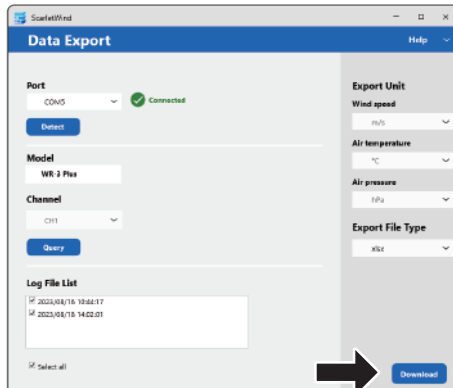 ScarletWind
Data Export
Help
Port
COM5
Connected
Detect
Model
WR-3 Plus
Channel
CH1
Query
Log File List
2023/08/16 10:44:17
2023/08/16 14:02:01
Select all
Export Unit
Wind speed
m/s
Air temperature
°C
Air pressure
hPa
Export File Type
xlsx
Download